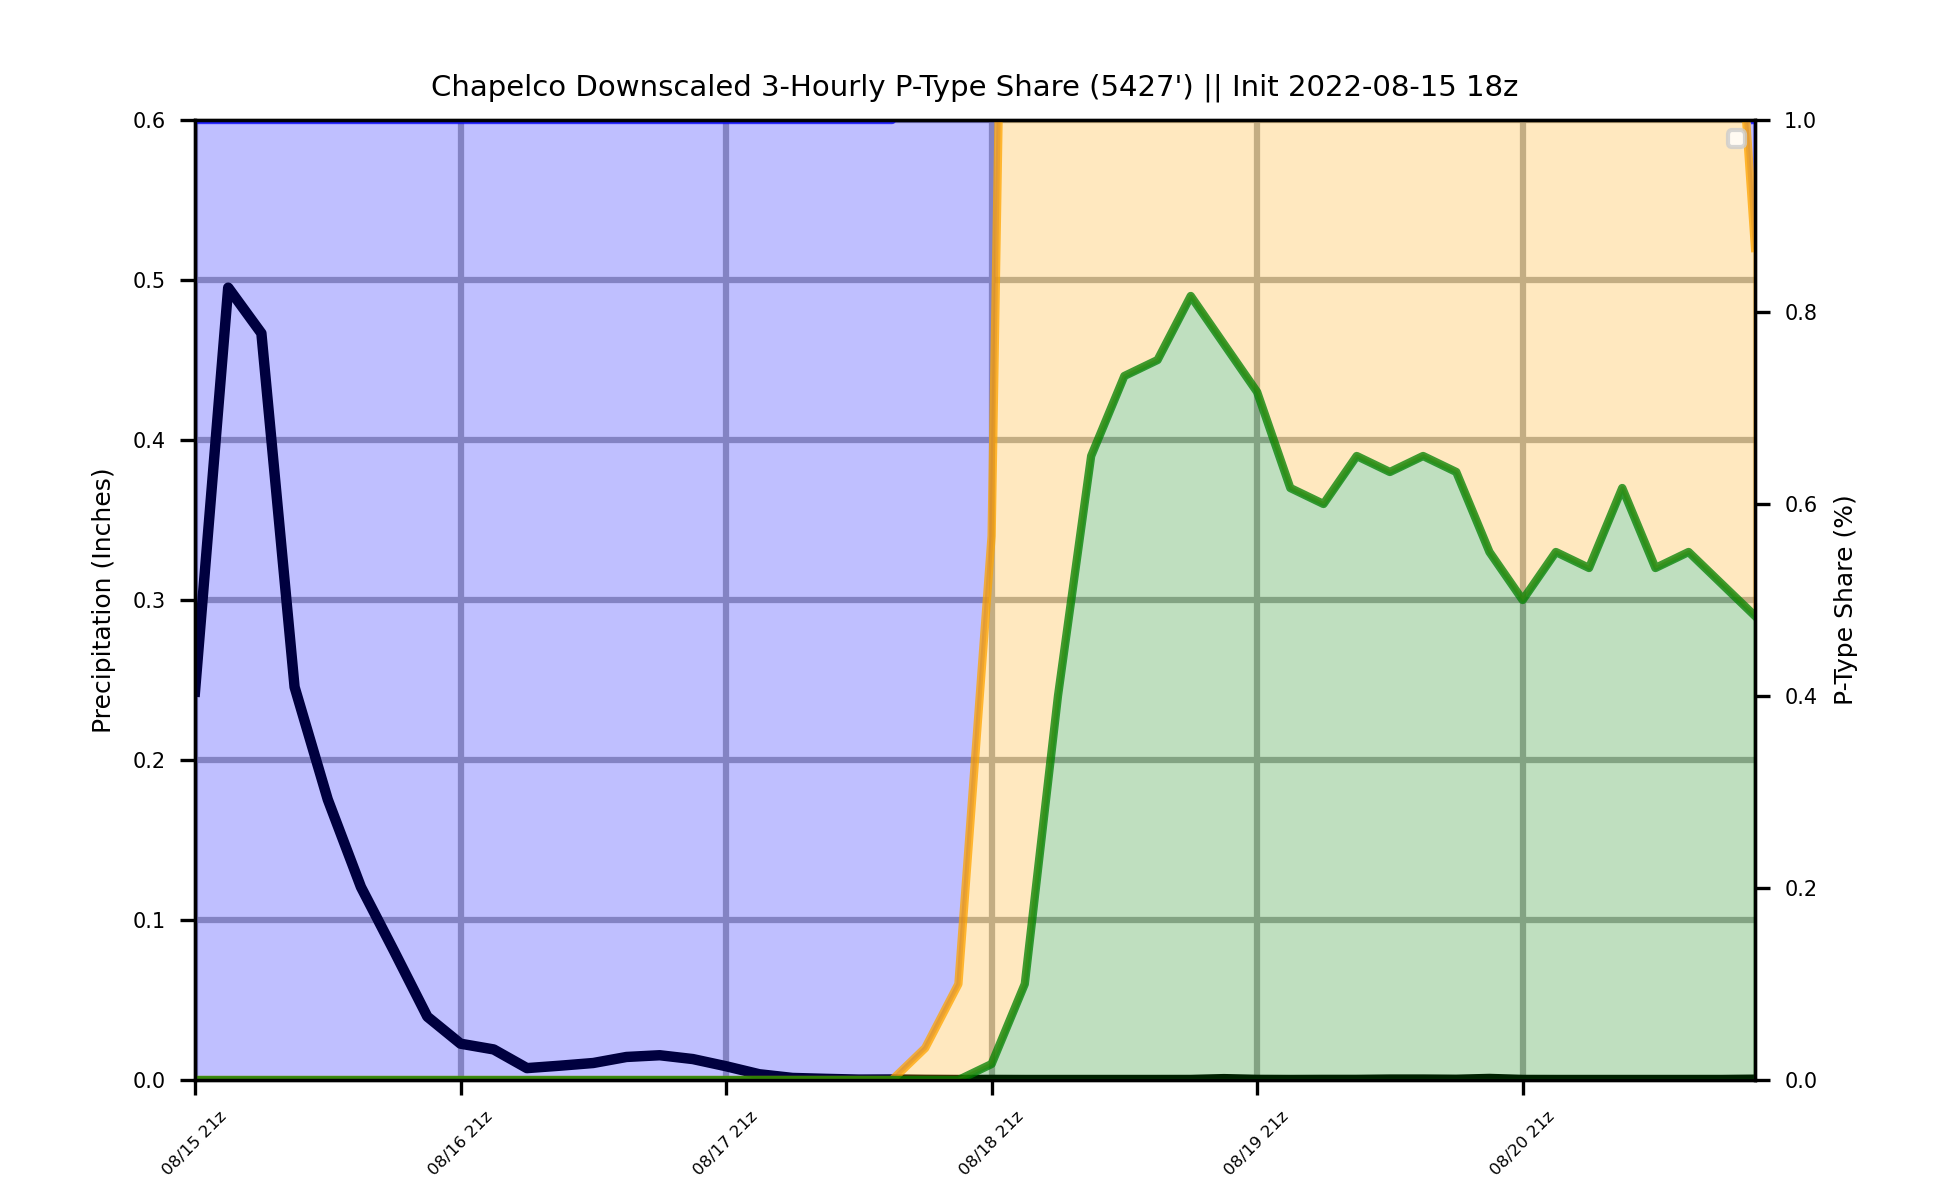 Chapelco Downscaled 3-Hourly P-Type Share (5427') || Init 2022-08-15 18z
0.6
0.5
0.4
0.3
0.2
0.1
0.0
Precipitation (Inches)
1.0
0.8
0.6
0.4
0.2
0.0
P-Type Share (%)
08/15 21z
08/16 21z
08/17 21z
08/18 21z
08/19 21z
08/20 21z